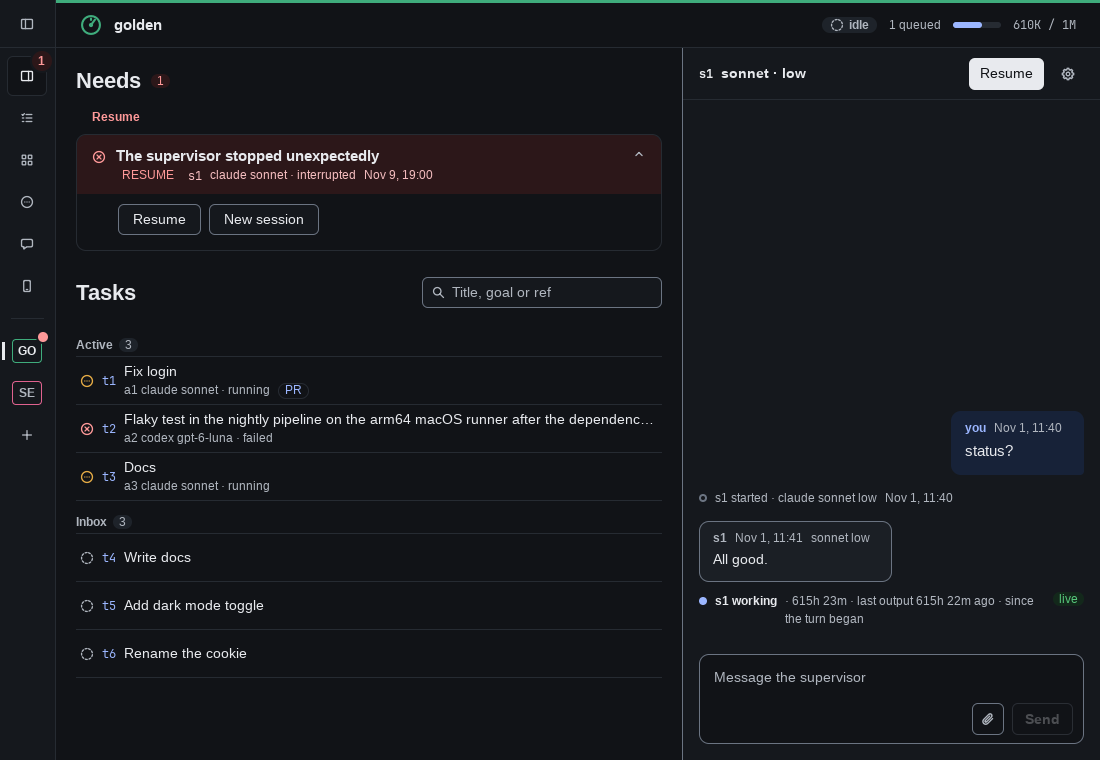 golden
idle
1 queued
610K / 1M
1
GO
SE
Needs 1
Resume
The supervisor stopped unexpectedly
RESUME s1 claude sonnet · interrupted Nov 9, 19:00
Resume
New session
Tasks
Title, goal or ref
Active 3
t1 Fix login
a1 claude sonnet · running PR
t2 Flaky test in the nightly pipeline on the arm64 macOS runner after the dependenc…
a2 codex gpt-6-luna · failed
t3 Docs
a3 claude sonnet · running
Inbox 3
t4 Write docs
t5 Add dark mode toggle
t6 Rename the cookie
s1 sonnet · low
Resume
you Nov 1, 11:40
status?
s1 started · claude sonnet low Nov 1, 11:40
s1 Nov 1, 11:41 sonnet low
All good.
s1 working · 615h 23m · last output 615h 22m ago · since
the turn began
live
Message the supervisor
Send